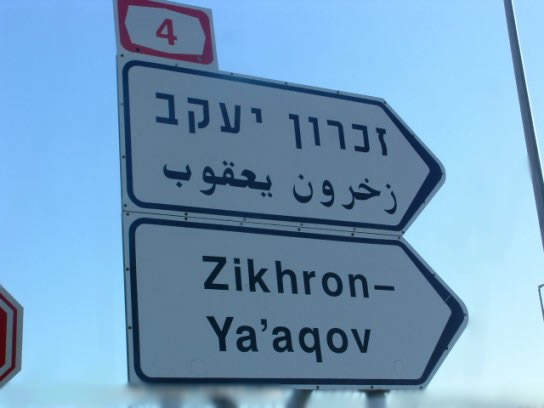 4
זכרון יעקב
زخرون يعقوب
Zikhron–
Ya'aqov